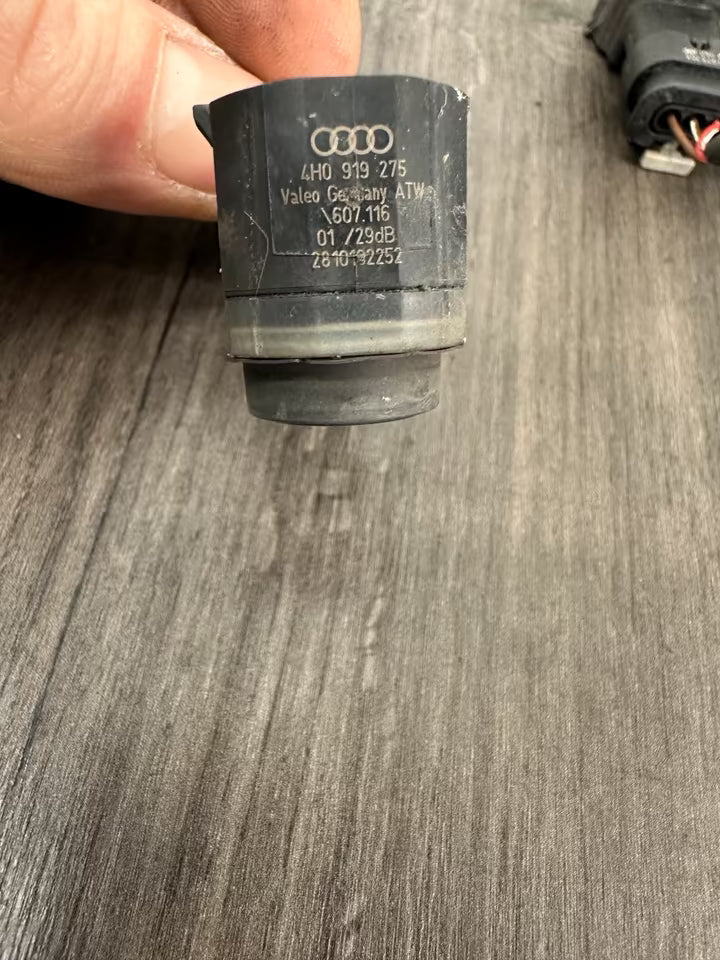 4H0 919 275
Valeo Germany ATW
\607.116
01 /29dB
2810192252